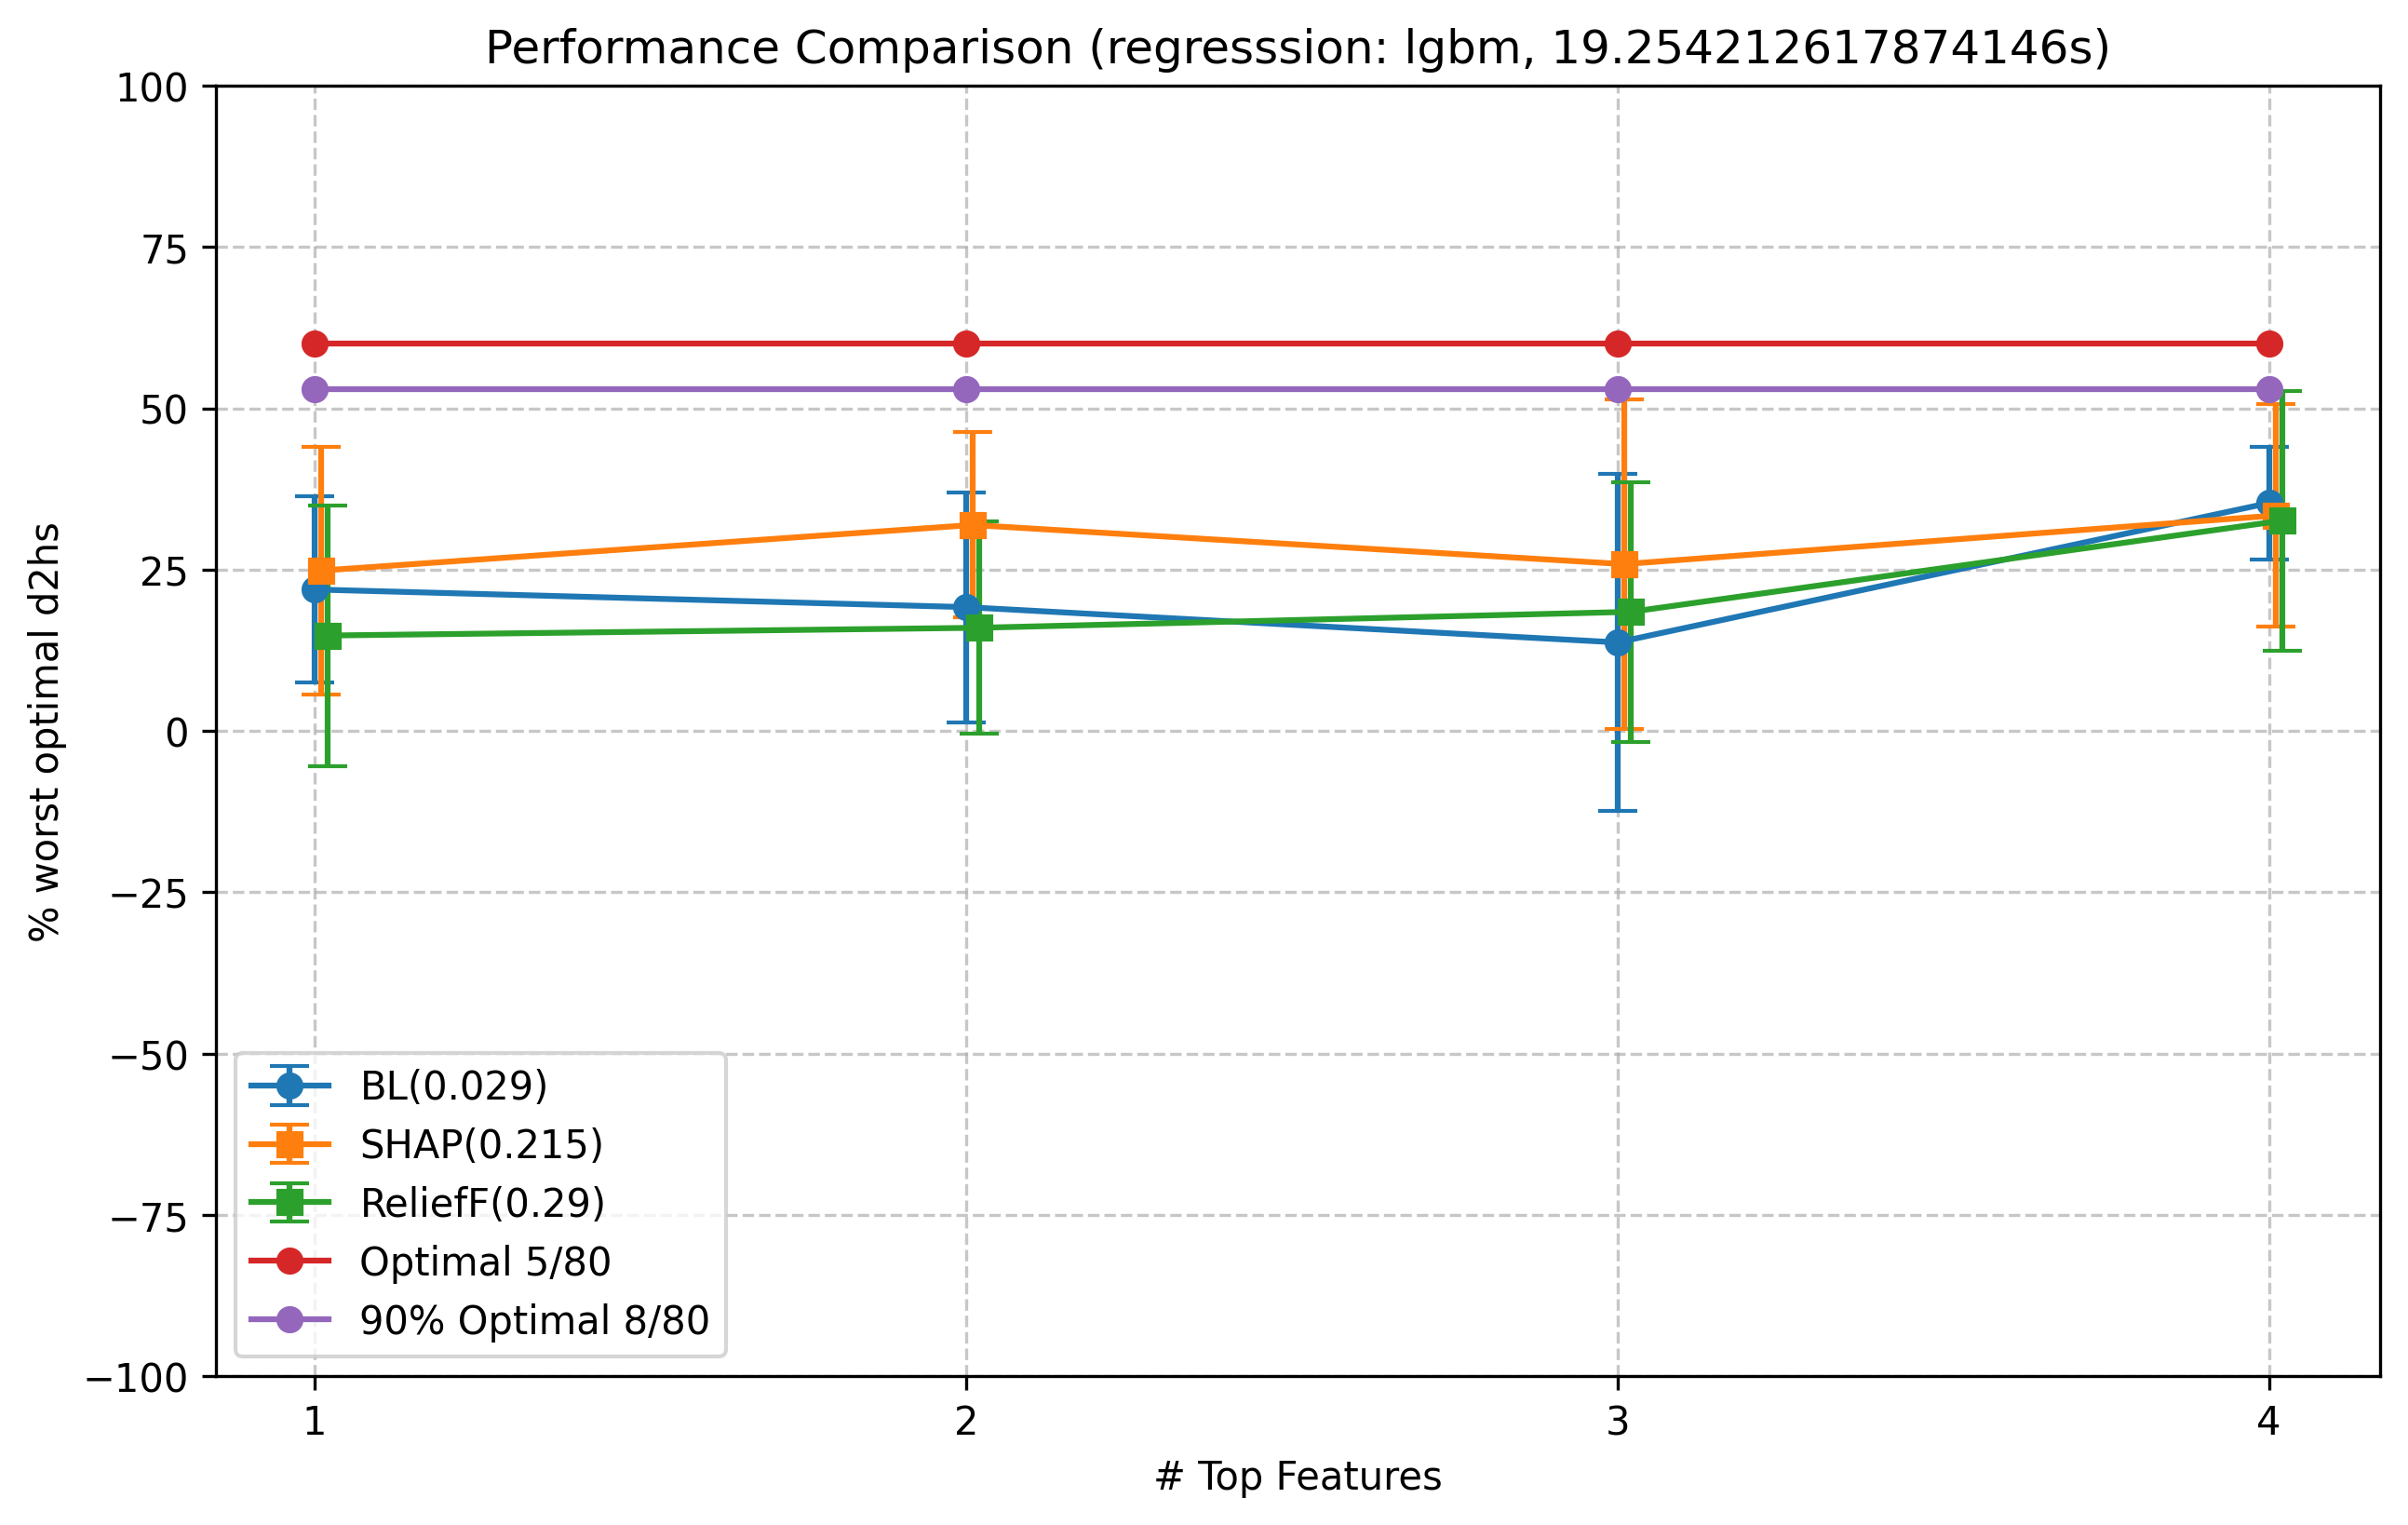 Performance Comparison (regresssion: lgbm, 19.254212617874146s)
100
75
50
25
0
−25
−50
−75
−100
% worst optimal d2hs
BL(0.029)
SHAP(0.215)
ReliefF(0.29)
Optimal 5/80
90% Optimal 8/80
1 2 3 4
# Top Features